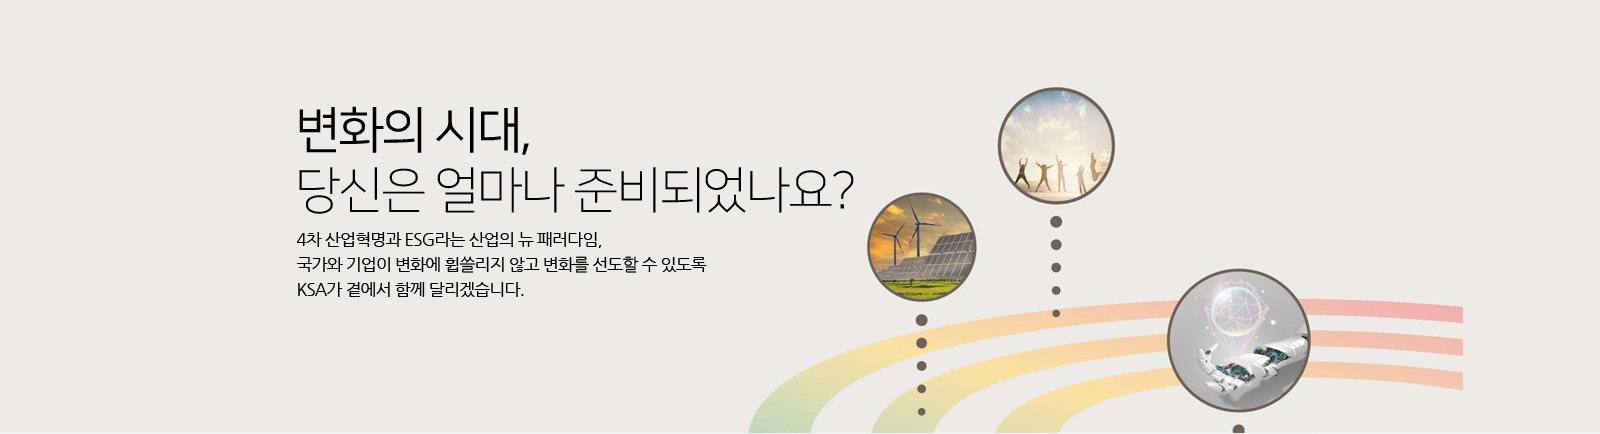 변화의 시대,
당신은 얼마나 준비되었나요?
4차 산업혁명과 ESG라는 산업의 뉴 패러다임,
국가와 기업이 변화에 휩쓸리지 않고 변화를 선도할 수 있도록
KSA가 곁에서 함께 달리겠습니다.